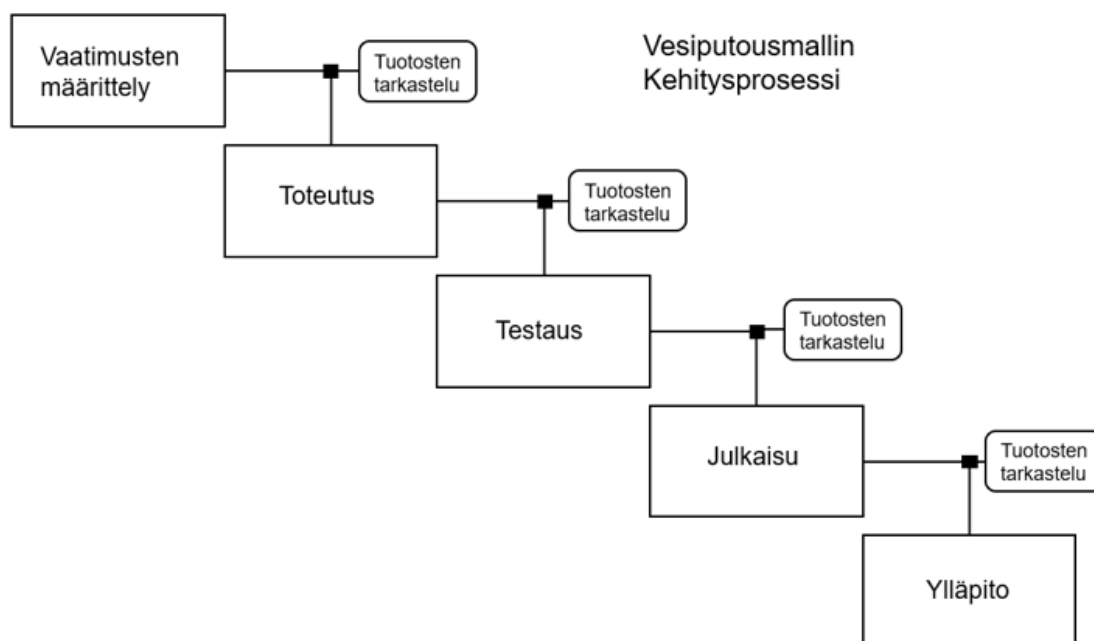 Vaatimusten
määrittely
Tuotosten
tarkastelu
Vesiputousmallin
Kehitysprosessi
Toteutus
Tuotosten
tarkastelu
Testaus
Tuotosten
tarkastelu
Julkaisu
Tuotosten
tarkastelu
Ylläpito